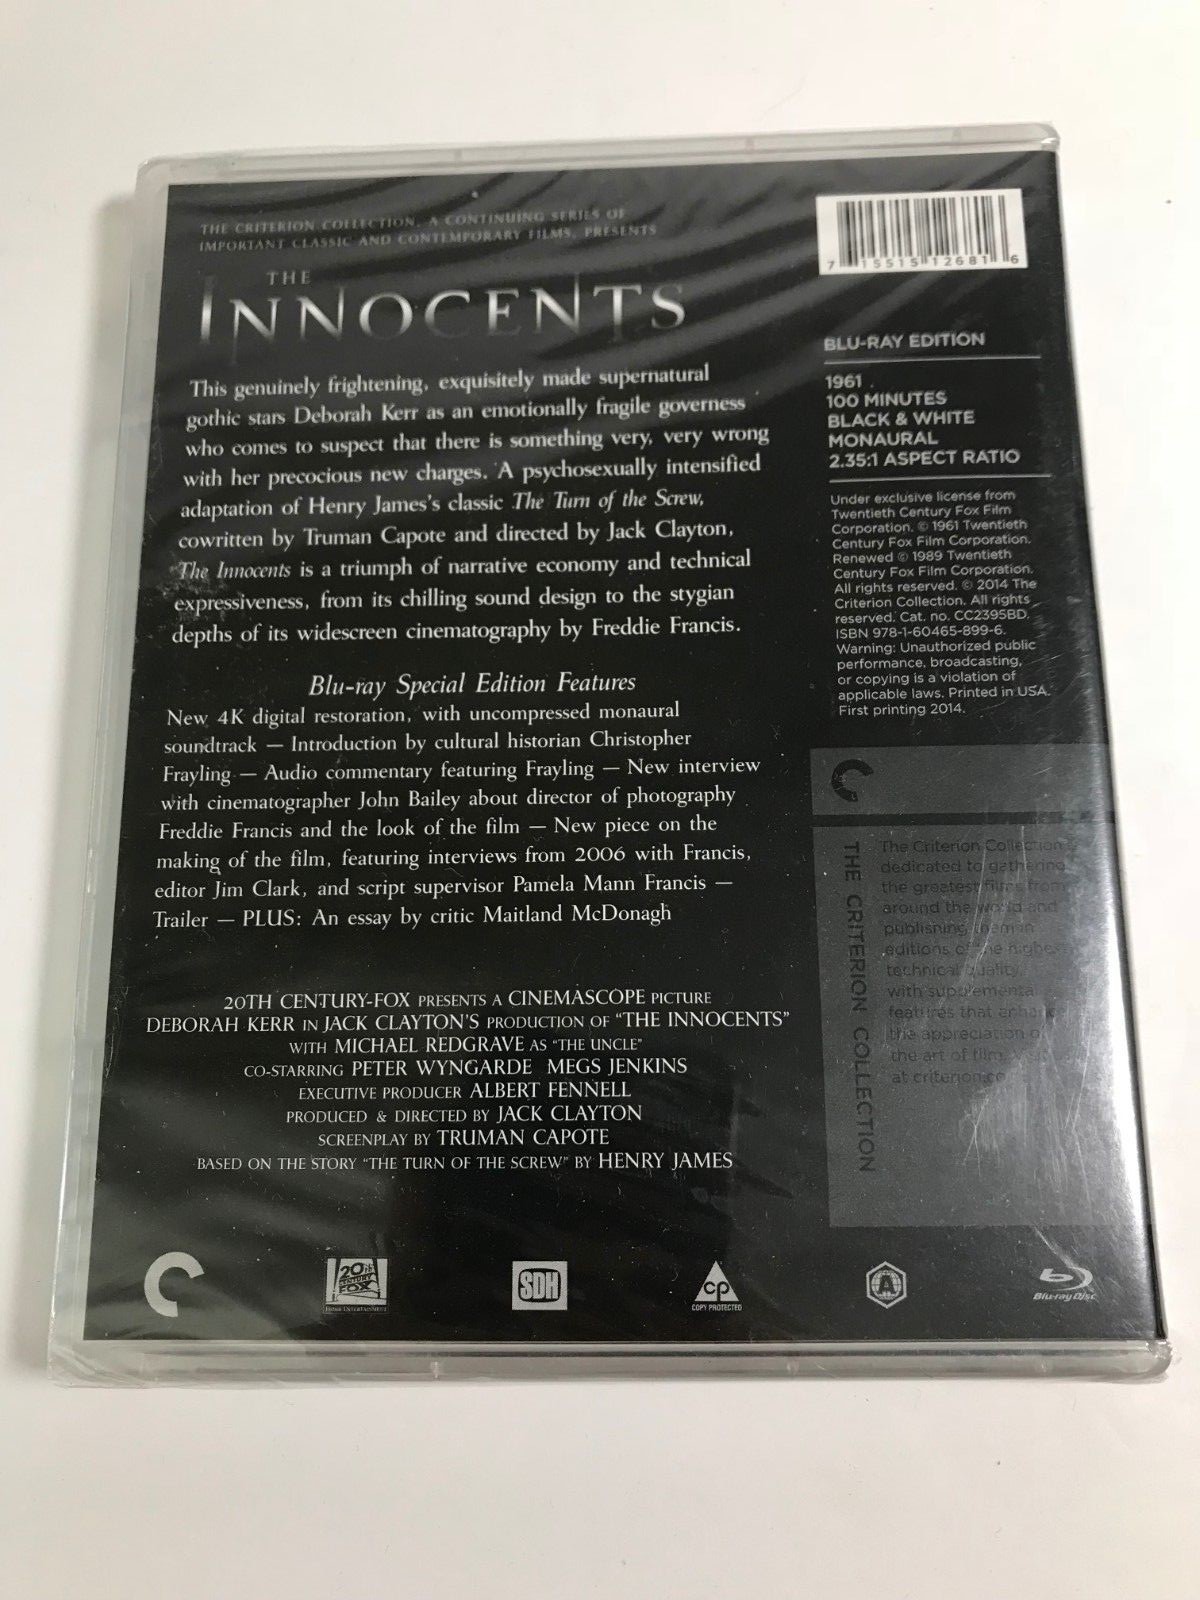 THE CRITERION COLLECTION, A CONTINUING SERIES OF
IMPORTANT CLASSIC AND CONTEMPORARY FILMS, PRESENTS
THE
INNOCENTS
This genuinely frightening, exquisitely made supernatural
gothic stars Deborah Kerr as an emotionally fragile governess
who comes to suspect that there is something very, very wrong
with her precocious new charges. A psychosexually intensified
adaptation of Henry James's classic The Turn of the Screw,
cowritten by Truman Capote and directed by Jack Clayton,
The Innocents is a triumph of narrative economy and technical
expressiveness, from its chilling sound design to the stygian
depths of its widescreen cinematography by Freddie Francis.
Blu-ray Special Edition Features
New 4K digital restoration, with uncompressed monaural
soundtrack — Introduction by cultural historian Christopher
Frayling — Audio commentary featuring Frayling — New interview
with cinematographer John Bailey about director of photography
Freddie Francis and the look of the film — New piece on the
making of the film, featuring interviews from 2006 with Francis,
editor Jim Clark, and script supervisor Pamela Mann Francis —
Trailer — PLUS: An essay by critic Maitland McDonagh
20TH CENTURY-FOX PRESENTS A CINEMASCOPE PICTURE
DEBORAH KERR IN JACK CLAYTON'S PRODUCTION OF "THE INNOCENTS"
WITH MICHAEL REDGRAVE AS "THE UNCLE"
CO-STARRING PETER WYNGARDE MEGS JENKINS
EXECUTIVE PRODUCER ALBERT FENNELL
PRODUCED & DIRECTED BY JACK CLAYTON
SCREENPLAY BY TRUMAN CAPOTE
BASED ON THE STORY "THE TURN OF THE SCREW" BY HENRY JAMES
7 15515 12681 6
BLU-RAY EDITION
1961
100 MINUTES
BLACK & WHITE
MONAURAL
2.35:1 ASPECT RATIO
Under exclusive license from
Twentieth Century Fox Film
Corporation. © 1961 Twentieth
Century Fox Film Corporation.
Renewed © 1989 Twentieth
Century Fox Film Corporation.
All rights reserved. © 2014 The
Criterion Collection. All rights
reserved. Cat. no. CC2395BD.
ISBN 978-1-60465-899-6.
Warning: Unauthorized public
performance, broadcasting,
or copying is a violation of
applicable laws. Printed in USA.
First printing 2014.
THE CRITERION COLLECTION
The Criterion Collection
dedicated to gathering
the greatest films from
around the world and
publishing them in
editions of the highest
technical quality,
with supplemental
features that enhance
the appreciation of
the art of film.
at criterion.co
20th
CENTURY
FOX
Home Entertainment
SDH
CP
COPY PROTECTED
A
Blu-ray Disc